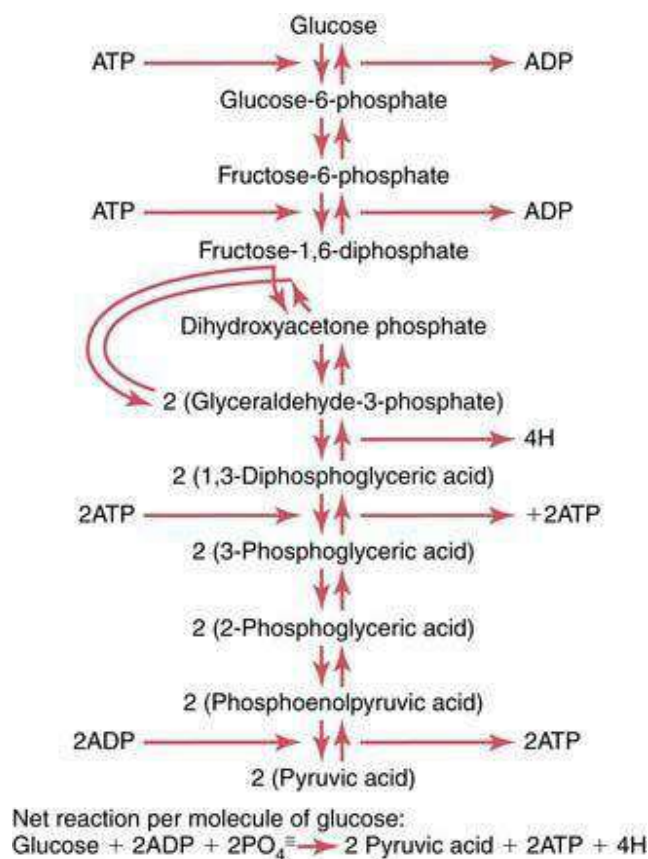 Glucose
ATP ADP
Glucose-6-phosphate
Fructose-6-phosphate
ATP ADP
Fructose-1,6-diphosphate
Dihydroxyacetone phosphate
2 (Glyceraldehyde-3-phosphate)
4H
2 (1,3-Diphosphoglyceric acid)
2ATP +2ATP
2 (3-Phosphoglyceric acid)
2 (2-Phosphoglyceric acid)
2 (Phosphoenolpyruvic acid)
2ADP 2ATP
2 (Pyruvic acid)
Net reaction per molecule of glucose:
Glucose + 2ADP + 2PO₄≡ → 2 Pyruvic acid + 2ATP + 4H